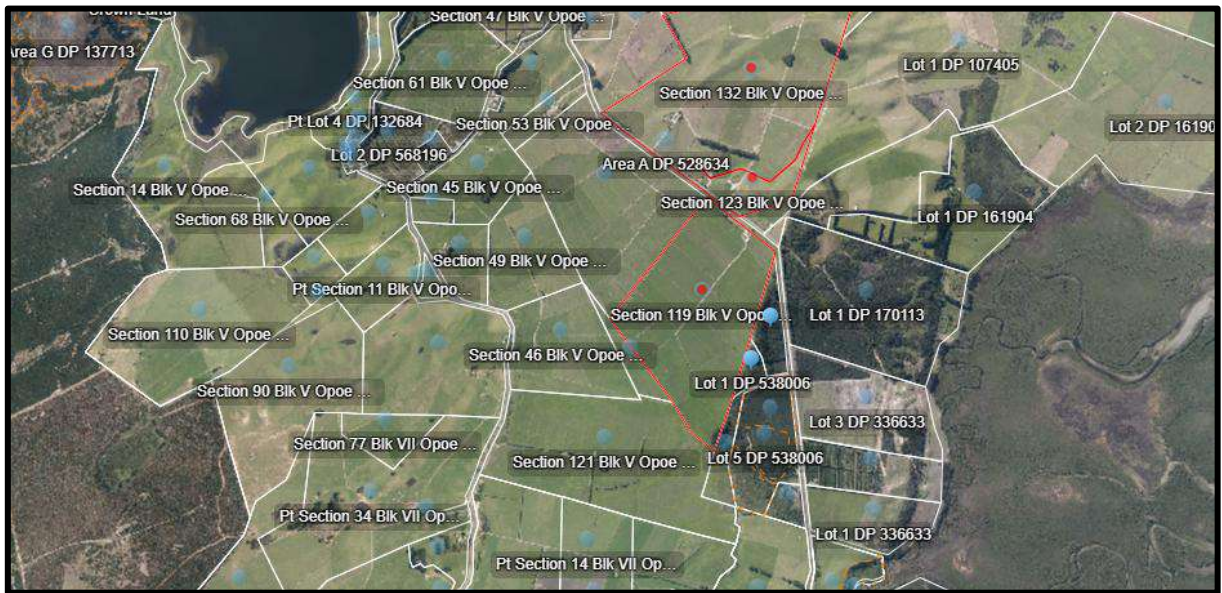 Crown Land
Section 47 Blk V Opoe ...
Area G DP 137713
Section 61 Blk V Opoe ...
Lot 1 DP 107405
Section 132 Blk V Opoe ...
Pt Lot 4 DP 132684
Section 53 Blk V Opoe ...
Lot 2 DP 16190
Lot 2 DP 568196
Area A DP 528634
Section 14 Blk V Opoe ...
Section 45 Blk V Opoe ...
Section 123 Blk V Opoe ...
Section 68 Blk V Opoe ...
Lot 1 DP 161904
Section 49 Blk V Opoe ...
Pt Section 11 Blk V Opo...
Section 119 Blk V Opoe ...
Lot 1 DP 170113
Section 110 Blk V Opoe ...
Section 46 Blk V Opoe ...
Section 90 Blk V Opoe ...
Lot 1 DP 538006
Lot 3 DP 336633
Section 77 Blk VII Opoe ...
Section 121 Blk V Opoe ...
Lot 5 DP 538006
Pt Section 34 Blk VII Op...
Lot 1 DP 336633
Pt Section 14 Blk VII Op...